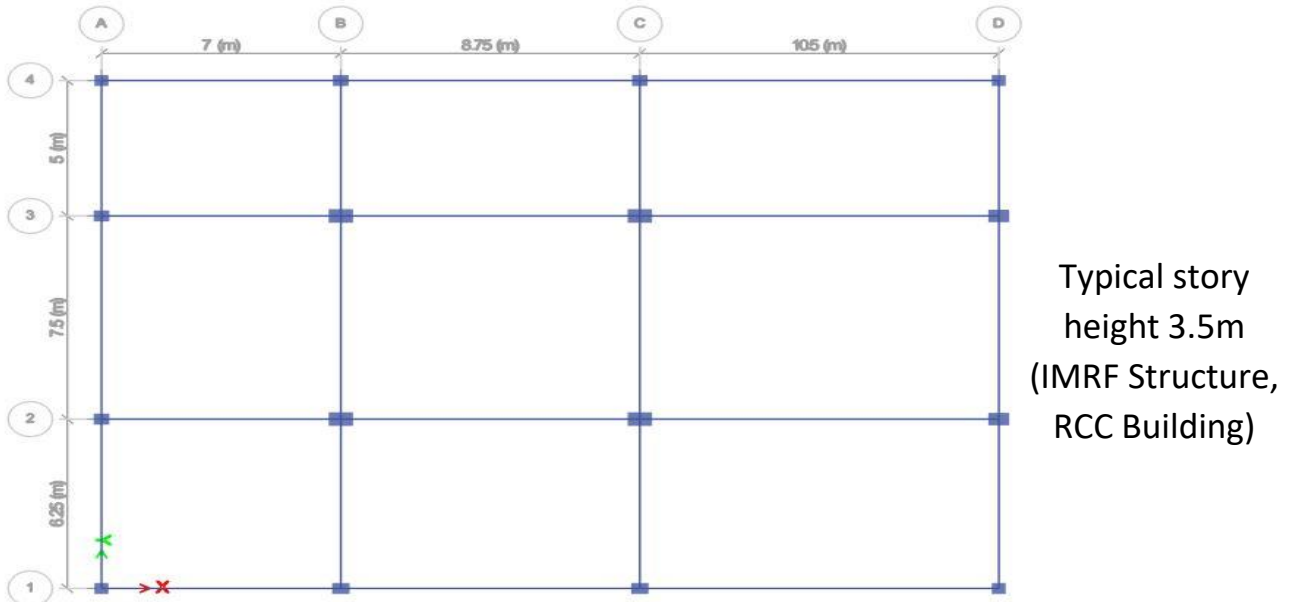 A B C D
7 (m) 8.75 (m) 10.5 (m)
4
5 (m)
3
7.5 (m)
2
6.25 (m)
1
X
Typical story
height 3.5m
(IMRF Structure,
RCC Building)